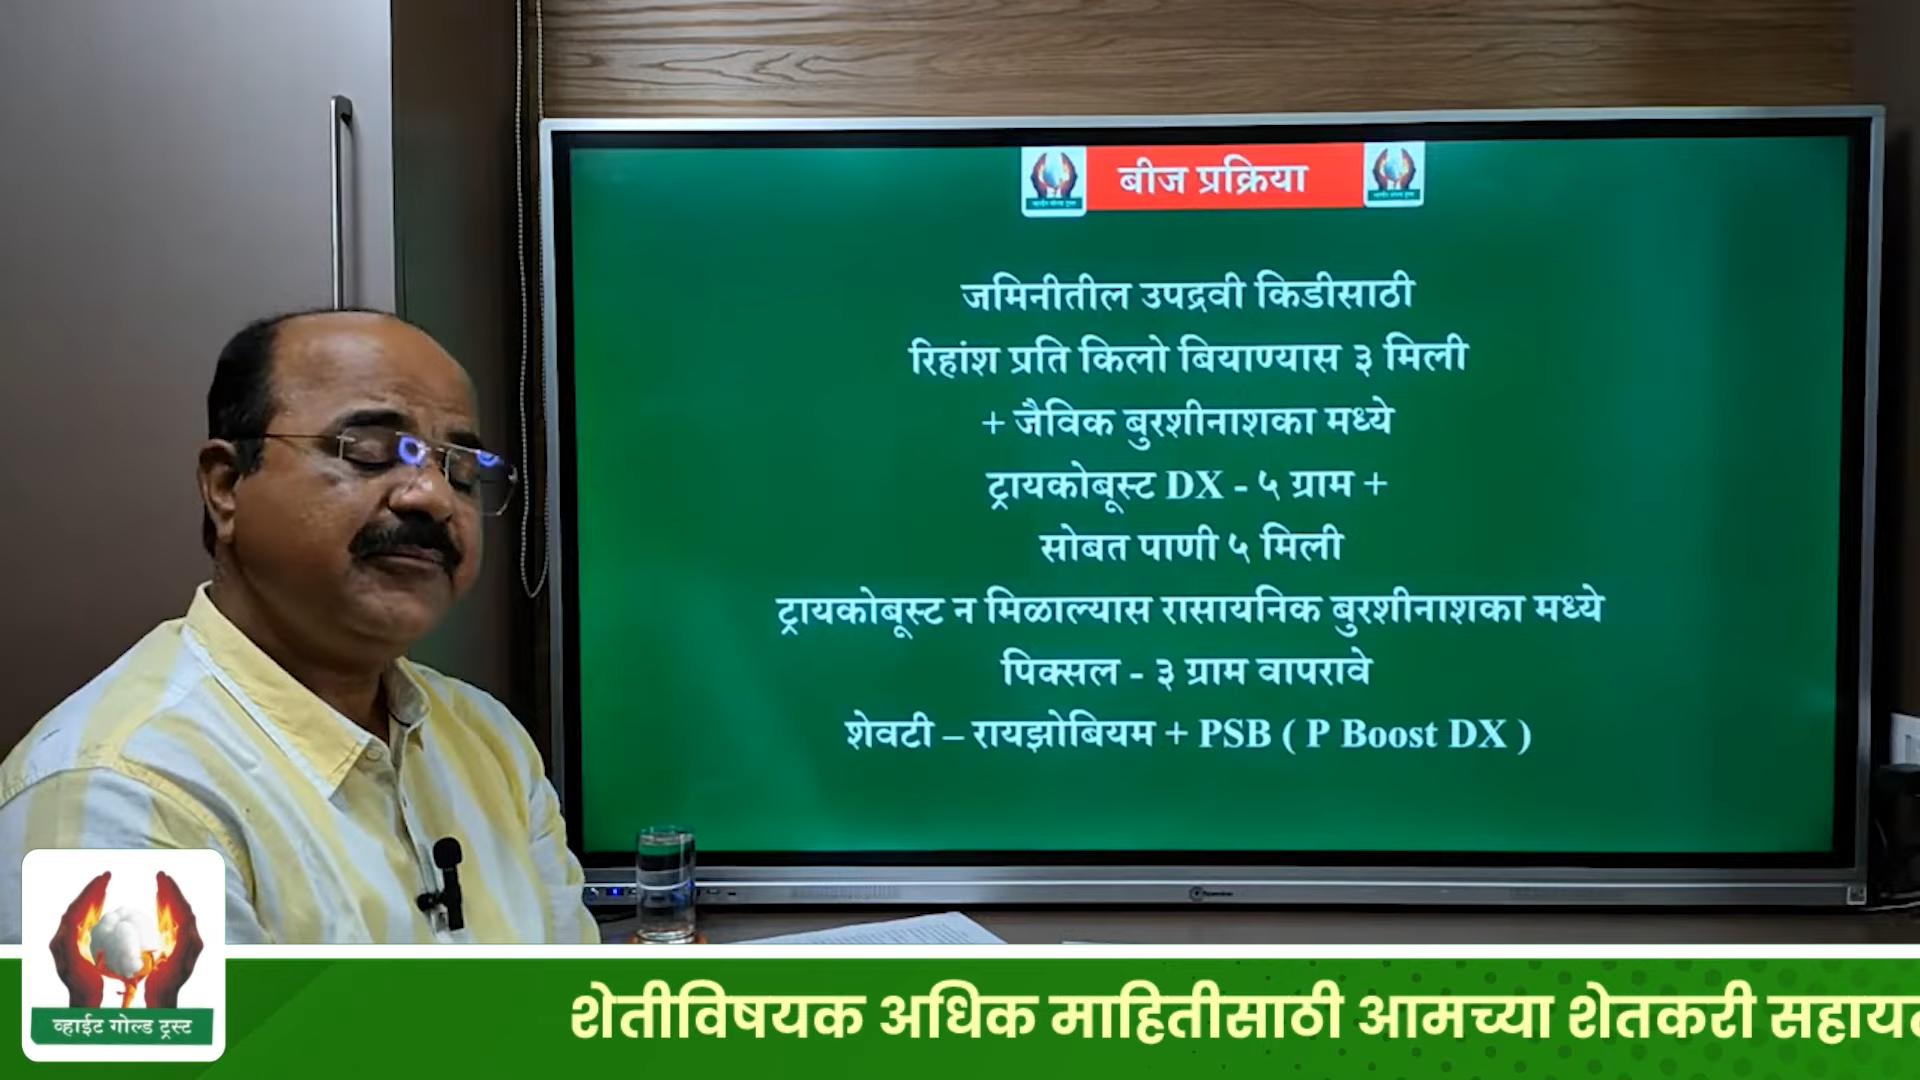 बीज प्रक्रिया
जमिनीतील उपद्रवी किडीसाठी
रिहांश प्रति किलो बियाण्यास ३ मिली
+ जैविक बुरशीनाशका मध्ये
ट्रायकोबूस्ट DX - ५ ग्राम +
सोबत पाणी ५ मिली
ट्रायकोबूस्ट न मिळाल्यास रासायनिक बुरशीनाशका मध्ये
पिक्सल - ३ ग्राम वापरावे
शेवटी – रायझोबियम + PSB ( P Boost DX )
व्हाईट गोल्ड ट्रस्ट
शेतीविषयक अधिक माहितीसाठी आमच्या शेतकरी